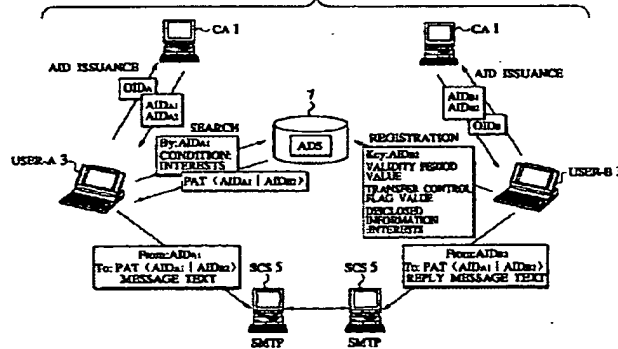 CA 1
CA 1
AID ISSUANCE
AID ISSUANCE
OIDA
AIDA1
AIDA2
AIDB1
AIDB2
OIDB
7
ADS
SEARCH
By:AIDA1
CONDITION:
INTERESTS
PAT <AIDA1 | AIDB2>
REGISTRATION
Key:AIDB2
VALIDITY PERIOD
VALUE
TRANSFER CONTROL
FLAG VALUE
DISCLOSED
INFORMATION
:INTERESTS
USER-A 3
USER-B 3
From:AIDA1
To: PAT <AIDA1 | AIDB2>
MESSAGE TEXT
From:AIDB2
To: PAT <AIDA1 | AIDB2>
REPLY MESSAGE TEXT
SCS 5
SCS 5
SMTP
SMTP